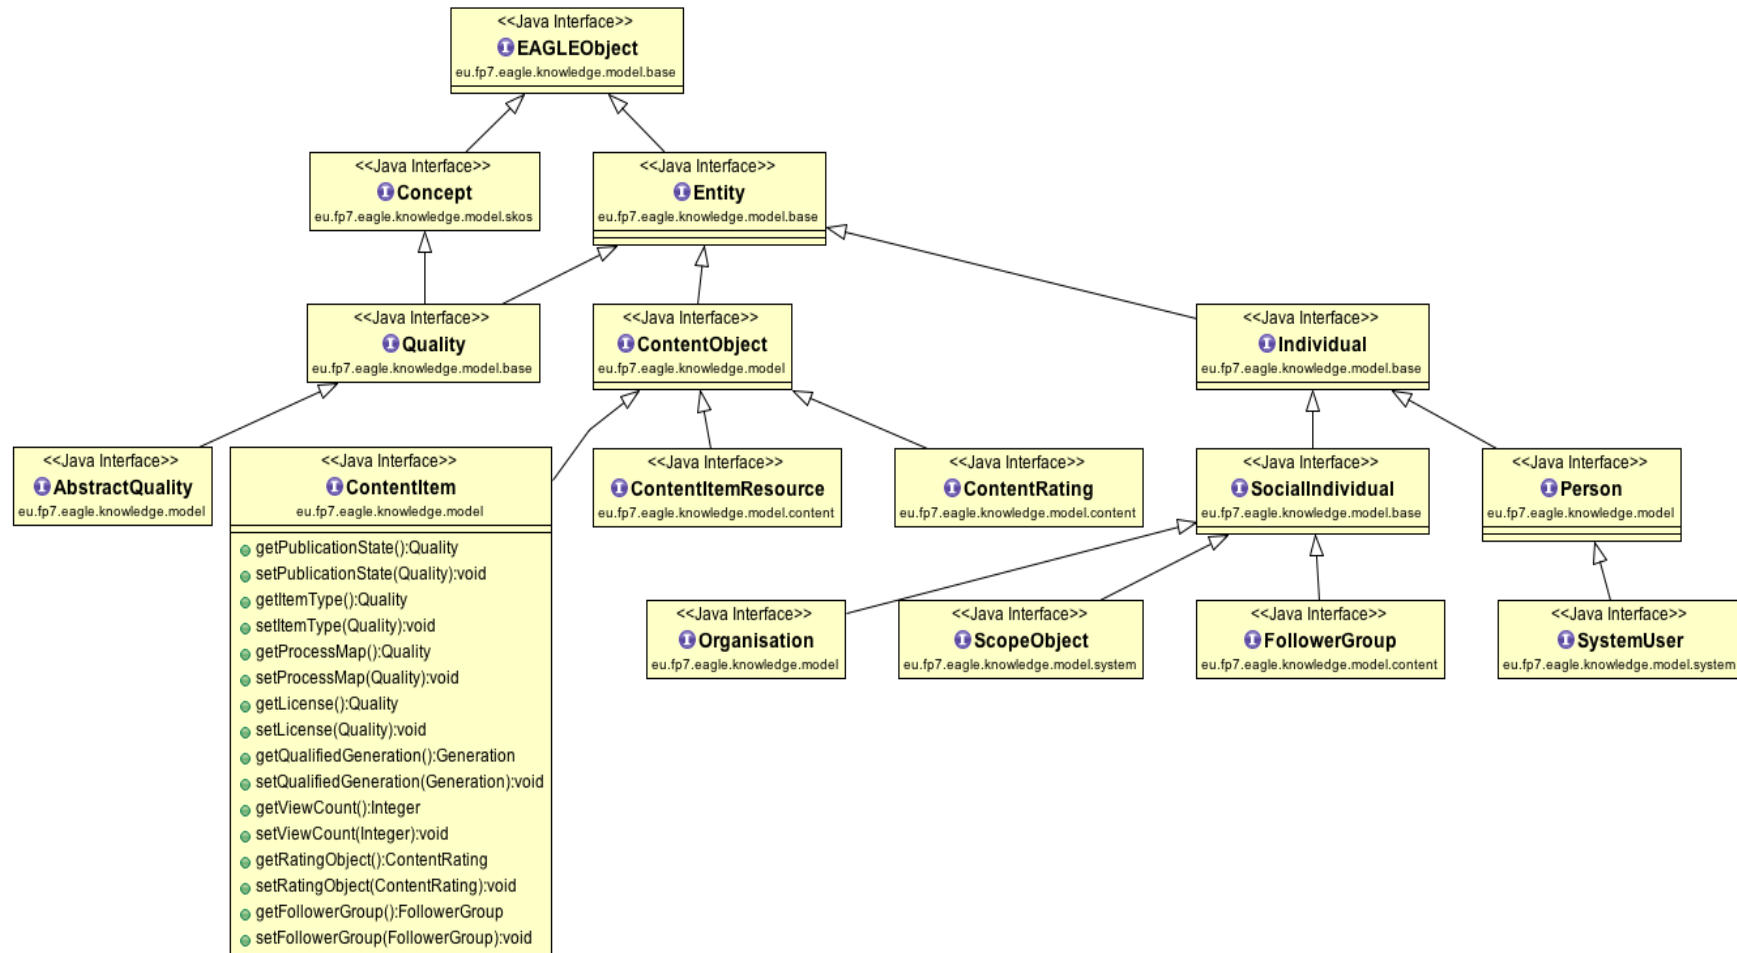 <<Java Interface>>
EAGLEObject
eu.fp7.eagle.knowledge.model.base
<<Java Interface>>
Concept
eu.fp7.eagle.knowledge.model.skos
<<Java Interface>>
Entity
eu.fp7.eagle.knowledge.model.base
<<Java Interface>>
Quality
eu.fp7.eagle.knowledge.model.base
<<Java Interface>>
ContentObject
eu.fp7.eagle.knowledge.model
<<Java Interface>>
Individual
eu.fp7.eagle.knowledge.model.base
<<Java Interface>>
AbstractQuality
eu.fp7.eagle.knowledge.model
<<Java Interface>>
ContentItem
eu.fp7.eagle.knowledge.model
getPublicationState():Quality
setPublicationState(Quality):void
getItemType():Quality
setItemType(Quality):void
getProcessMap():Quality
setProcessMap(Quality):void
getLicense():Quality
setLicense(Quality):void
getQualifiedGeneration():Generation
setQualifiedGeneration(Generation):void
getViewCount():Integer
setViewCount(Integer):void
getRatingObject():ContentRating
setRatingObject(ContentRating):void
getFollowerGroup():FollowerGroup
setFollowerGroup(FollowerGroup):void
<<Java Interface>>
ContentItemResource
eu.fp7.eagle.knowledge.model.content
<<Java Interface>>
ContentRating
eu.fp7.eagle.knowledge.model.content
<<Java Interface>>
SocialIndividual
eu.fp7.eagle.knowledge.model.base
<<Java Interface>>
Person
eu.fp7.eagle.knowledge.model
<<Java Interface>>
Organisation
eu.fp7.eagle.knowledge.model
<<Java Interface>>
ScopeObject
eu.fp7.eagle.knowledge.model.system
<<Java Interface>>
FollowerGroup
eu.fp7.eagle.knowledge.model.content
<<Java Interface>>
SystemUser
eu.fp7.eagle.knowledge.model.system